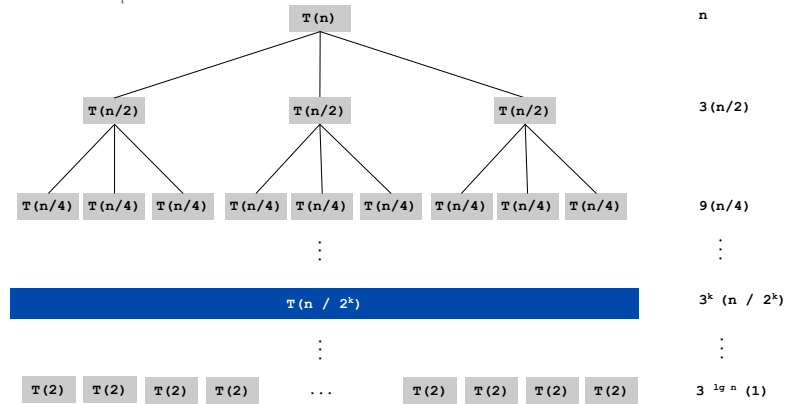 T(n) n
T(n/2) T(n/2) T(n/2) 3(n/2)
T(n/4) T(n/4) T(n/4) T(n/4) T(n/4) T(n/4) T(n/4) T(n/4) T(n/4) 9(n/4)
T(n / 2ᵏ) 3ᵏ (n / 2ᵏ)
T(2) T(2) T(2) T(2) ... T(2) T(2) T(2) T(2) 3 ˡᵍ ⁿ (1)